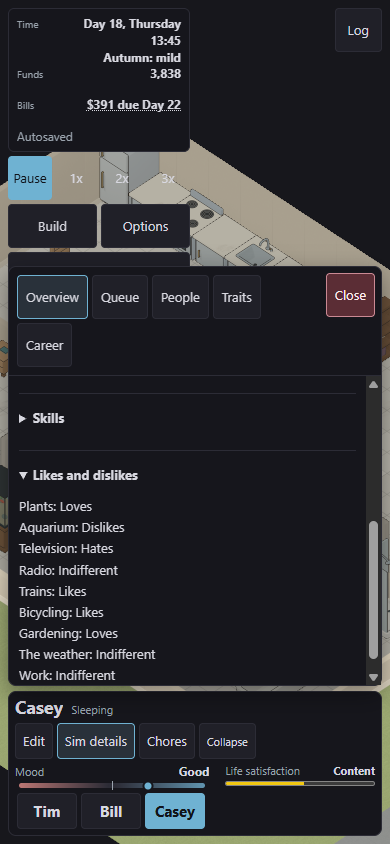 Time
Day 18, Thursday
13:45
Autumn: mild
Funds
3,838
Bills
$391 due Day 22
Autosaved
Log
Pause
1x
2x
3x
Build
Options
Overview
Queue
People
Traits
Close
Career
Skills
Likes and dislikes
Plants: Loves
Aquarium: Dislikes
Television: Hates
Radio: Indifferent
Trains: Likes
Bicycling: Likes
Gardening: Loves
The weather: Indifferent
Work: Indifferent
Casey Sleeping
Edit
Sim details
Chores
Collapse
Mood
Good
Life satisfaction
Content
Tim
Bill
Casey